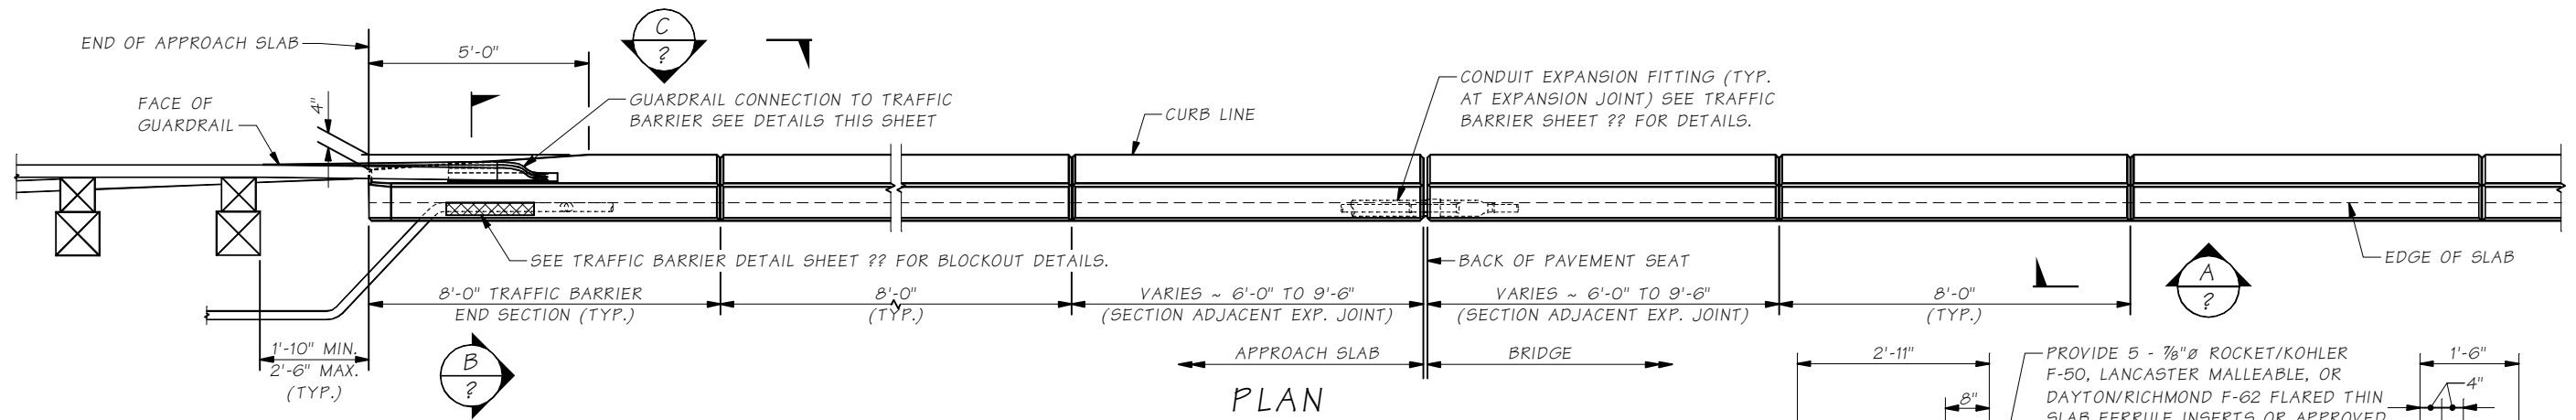 END OF APPROACH SLAB
5'-0"
C
?
FACE OF
GUARDRAIL
4"
GUARDRAIL CONNECTION TO TRAFFIC
BARRIER SEE DETAILS THIS SHEET
CURB LINE
CONDUIT EXPANSION FITTING (TYP.
AT EXPANSION JOINT) SEE TRAFFIC
BARRIER SHEET ?? FOR DETAILS.
SEE TRAFFIC BARRIER DETAIL SHEET ?? FOR BLOCKOUT DETAILS.
BACK OF PAVEMENT SEAT
EDGE OF SLAB
A
?
8'-0" TRAFFIC BARRIER
END SECTION (TYP.)
8'-0"
(TYP.)
VARIES ~ 6'-0" TO 9'-6"
(SECTION ADJACENT EXP. JOINT)
VARIES ~ 6'-0" TO 9'-6"
(SECTION ADJACENT EXP. JOINT)
8'-0"
(TYP.)
1'-10" MIN.
2'-6" MAX.
(TYP.)
B
?
APPROACH SLAB
BRIDGE
PLAN
2'-11"
8"
PROVIDE 5 - ⅞"ø ROCKET/KOHLER
F-50, LANCASTER MALLEABLE, OR
DAYTON/RICHMOND F-62 FLARED THIN
SLAB FERRULE INSERTS OR APPROVED
1'-6"
4"